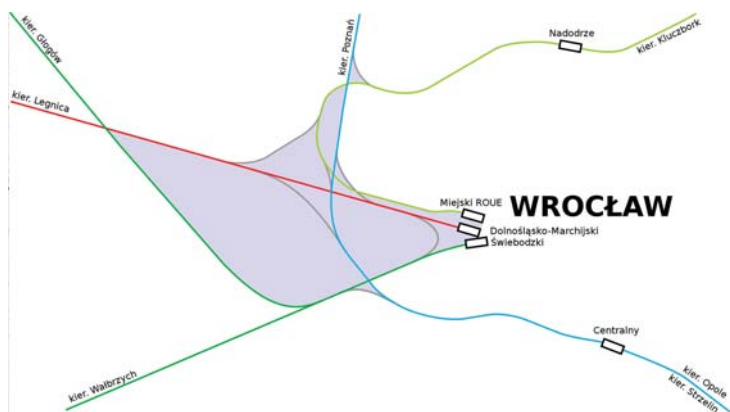 kier. Głogów
kier. Poznań
Nadodrze
kier. Kluczbork
kier. Legnica
Miejski ROUE
WROCŁAW
Dolnośląsko-Marchijski
Świebodzki
Centralny
kier. Opole
kier. Strzelin
kier. Wałbrzych